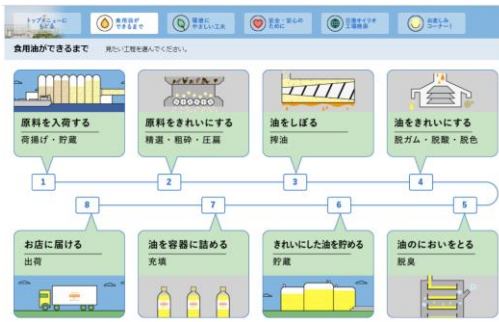 トップメニューに
もどる
食用油が
できるまで
環境に
やさしい工夫
安全・安心の
ために
日清オイリオ
工場検索
お楽しみ
コーナー!
食用油ができるまで
見たい工程を選んでください。
原料を入荷する
荷揚げ・貯蔵
原料をきれいにする
精選・粗砕・圧扁
油をしぼる
搾油
油をきれいにする
脱ガム・脱酸・脱色
1
2
3
4
8
7
6
5
お店に届ける
出荷
油を容器に詰める
充填
きれいにした油を貯める
貯蔵
油のにおいをとる
脱臭